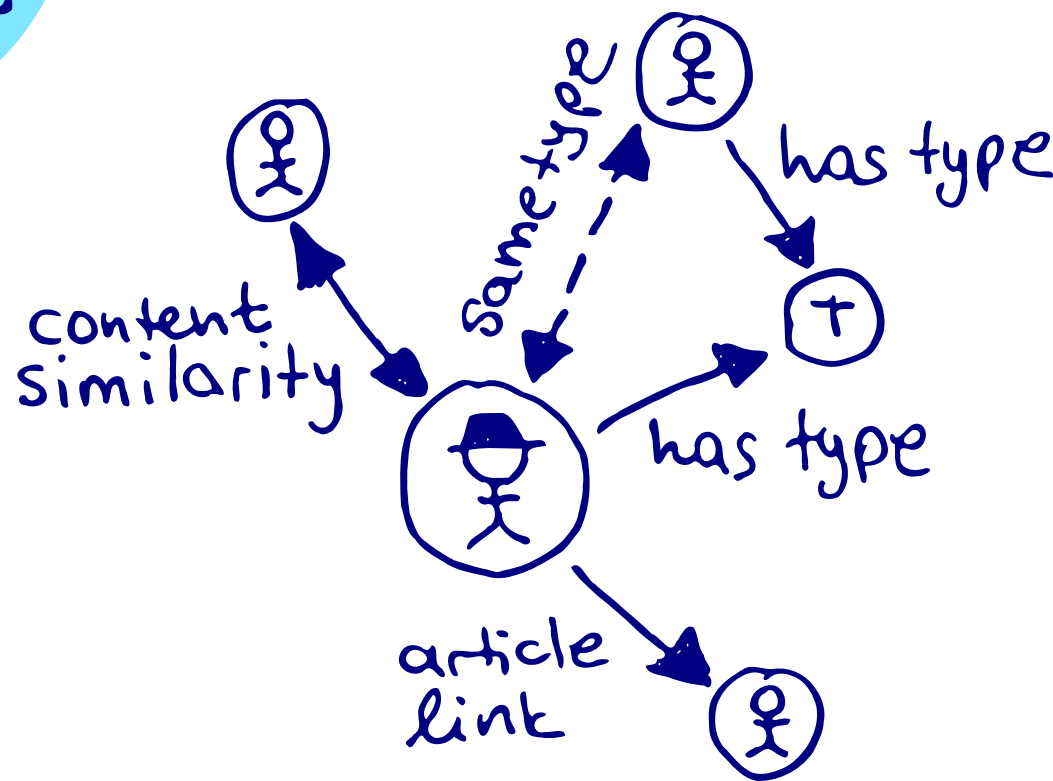 same type
has type
T
content
similarity
has type
article
link